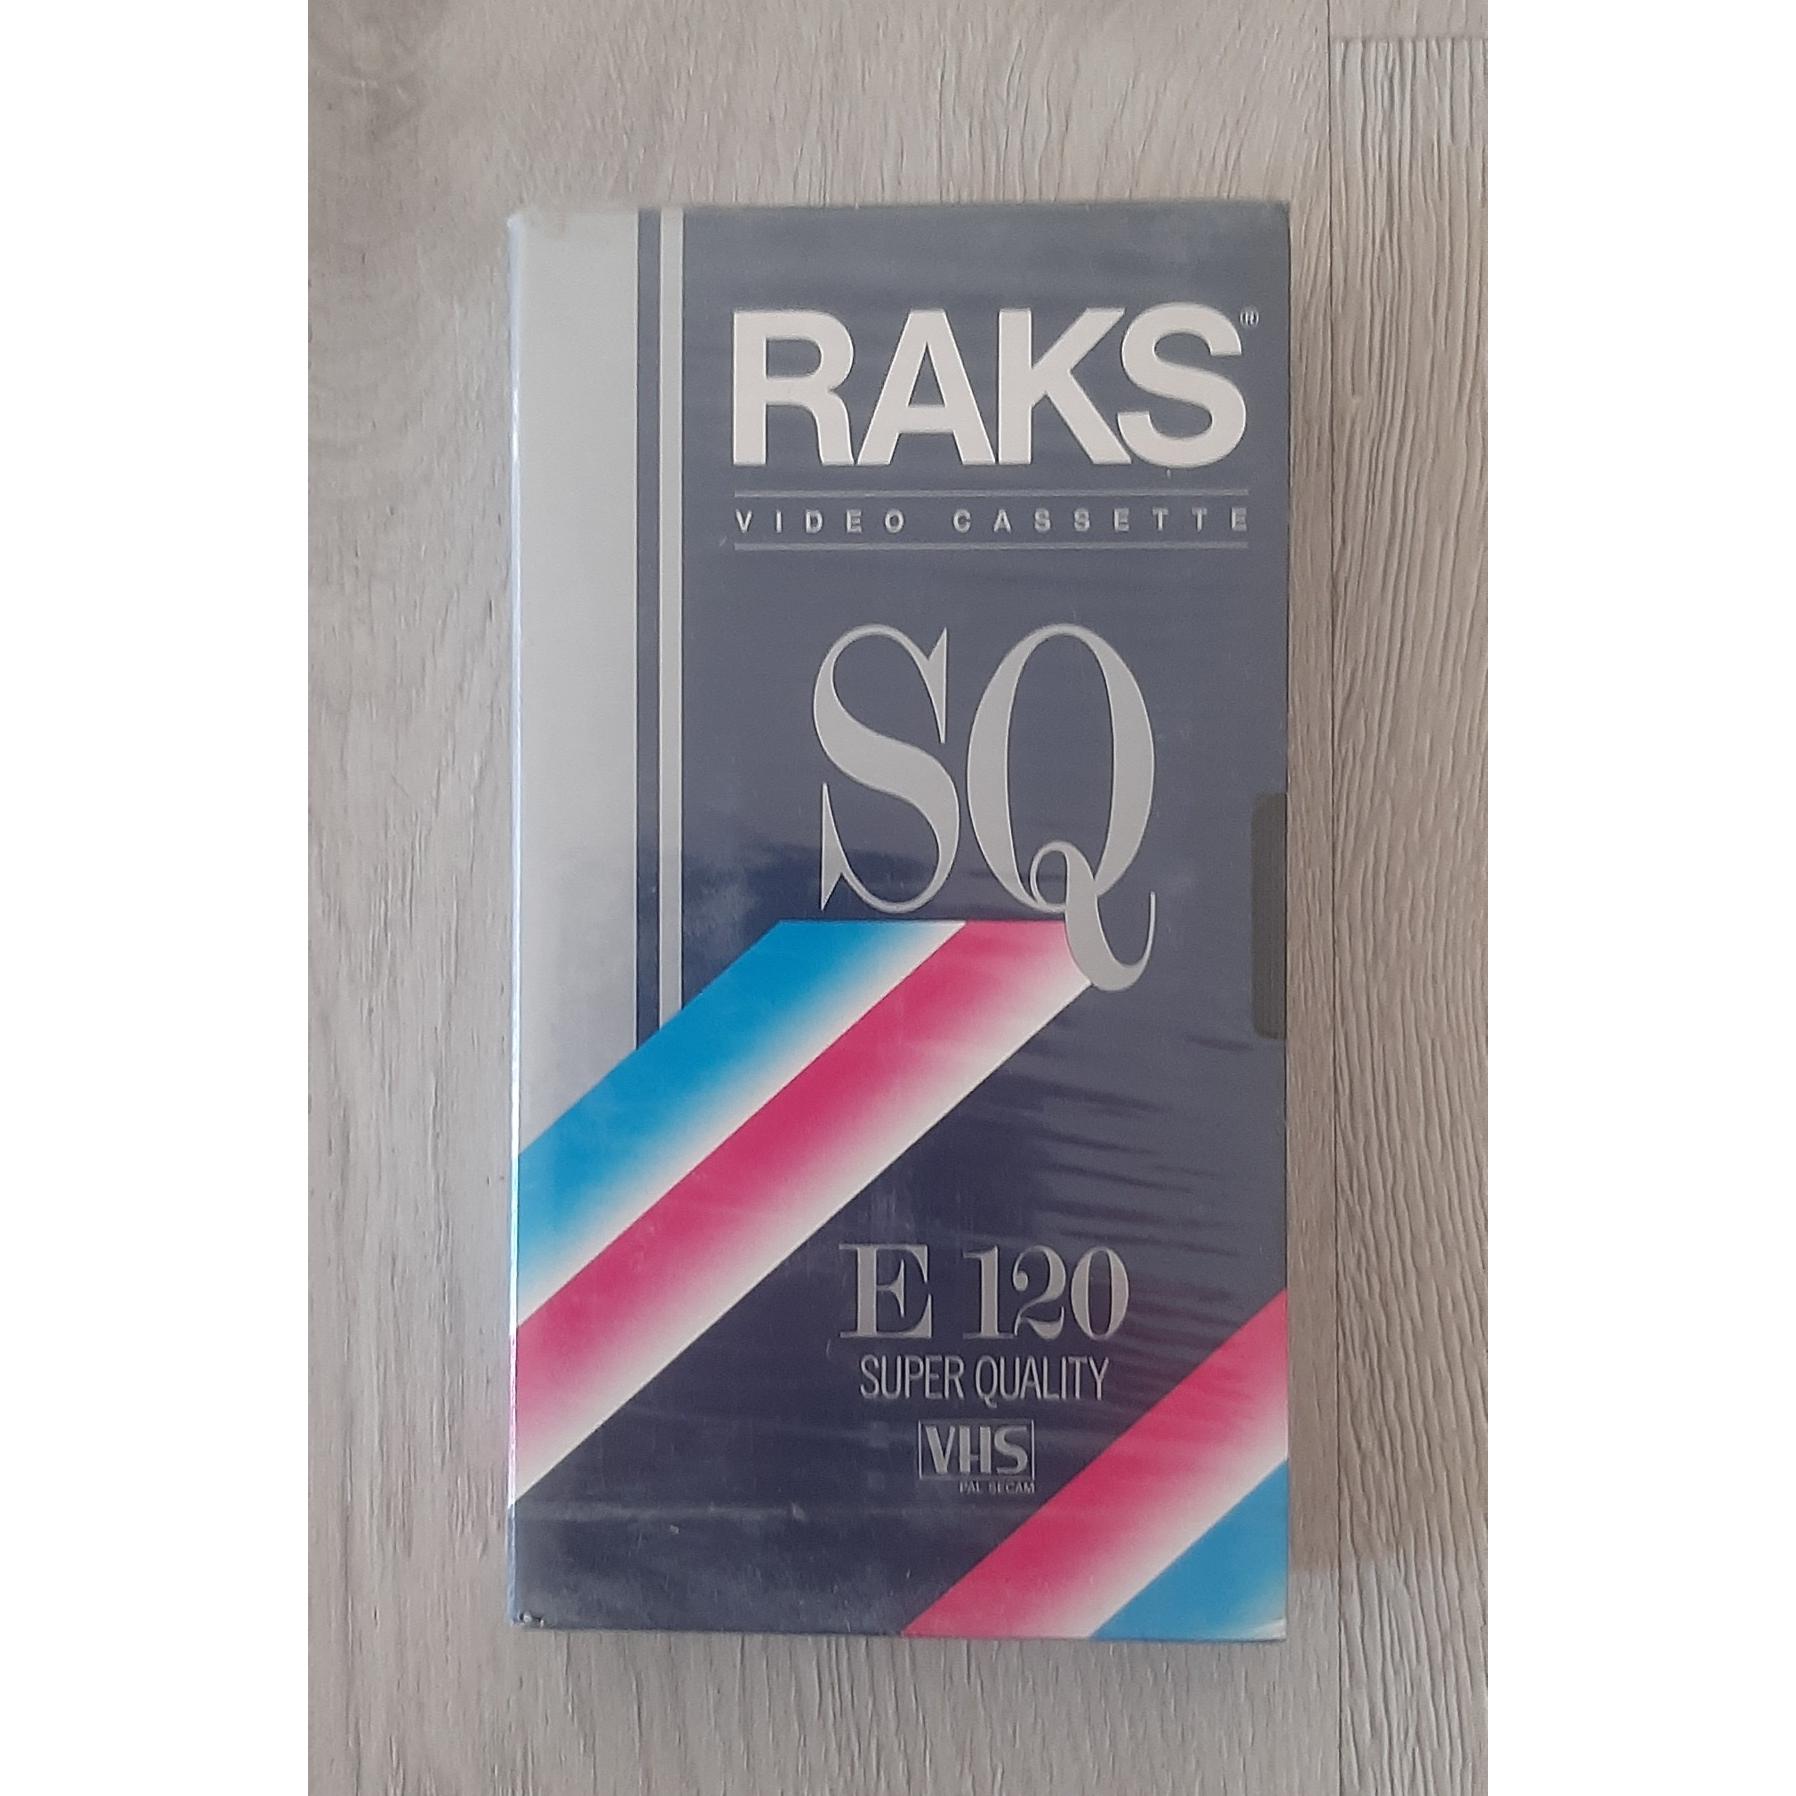 RAKS®
VIDEO CASSETTE
SQ
E 120
SUPER QUALITY
VHS
PAL SECAM